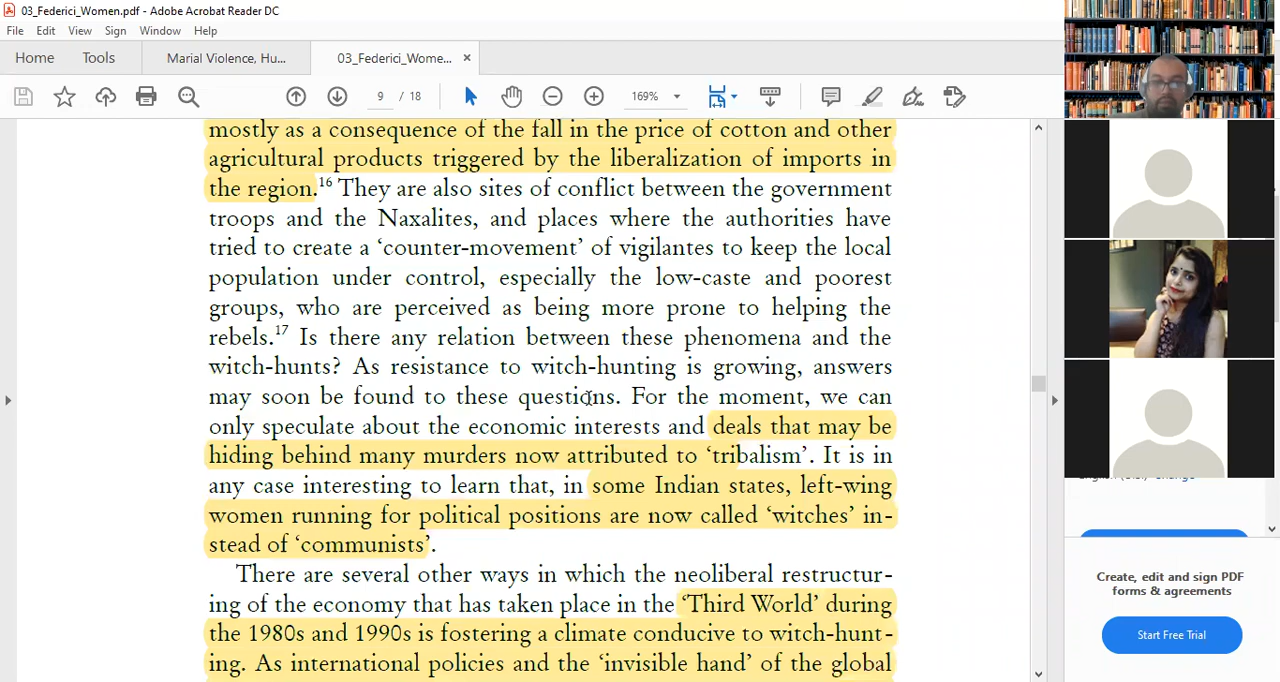 03_Federici_Women.pdf - Adobe Acrobat Reader DC
File Edit View Sign Window Help
Home Tools Marial Violence, Hu... 03_Federici_Wome... ×
9 / 18 169%
mostly as a consequence of the fall in the price of cotton and other
agricultural products triggered by the liberalization of imports in
the region.16 They are also sites of conflict between the government
troops and the Naxalites, and places where the authorities have
tried to create a ‘counter-movement’ of vigilantes to keep the local
population under control, especially the low-caste and poorest
groups, who are perceived as being more prone to helping the
rebels.17 Is there any relation between these phenomena and the
witch-hunts? As resistance to witch-hunting is growing, answers
may soon be found to these questions. For the moment, we can
only speculate about the economic interests and deals that may be
hiding behind many murders now attributed to ‘tribalism’. It is in
any case interesting to learn that, in some Indian states, left-wing
women running for political positions are now called ‘witches’ in-
stead of ‘communists’.
There are several other ways in which the neoliberal restructur-
ing of the economy that has taken place in the ‘Third World’ during
the 1980s and 1990s is fostering a climate conducive to witch-hunt-
ing. As international policies and the ‘invisible hand’ of the global
Create, edit and sign PDF
forms & agreements
Start Free Trial